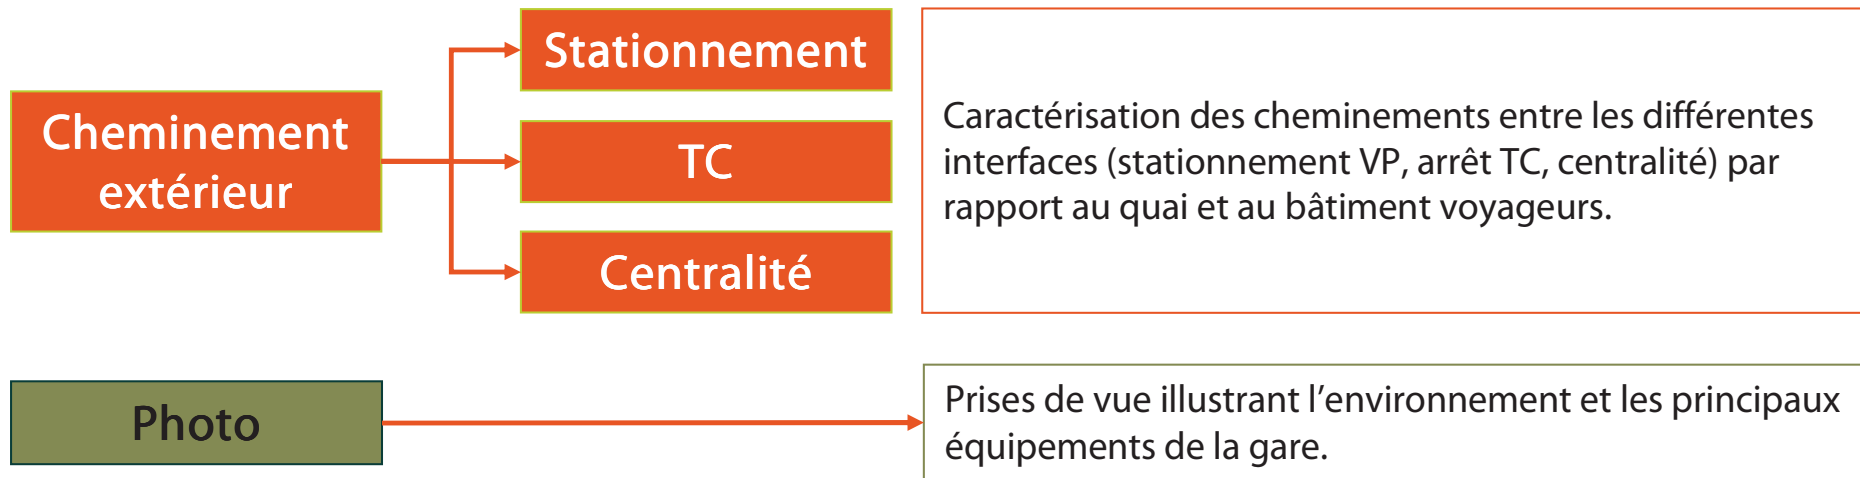 Cheminement
extérieur
Stationnement
TC
Centralité
Caractérisation des cheminements entre les différentes
interfaces (stationnement VP, arrêt TC, centralité) par
rapport au quai et au bâtiment voyageurs.
Photo
Prises de vue illustrant l’environnement et les principaux
équipements de la gare.